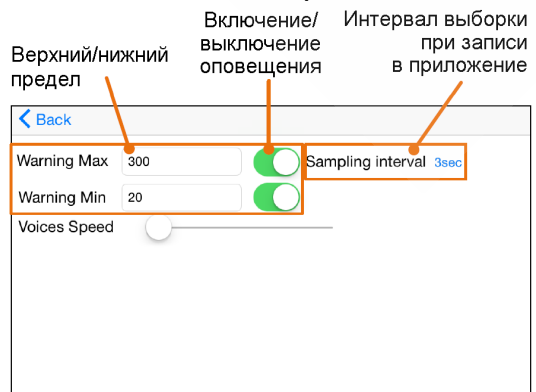 Верхний/нижний
предел
Включение/
выключение
оповещения
Интервал выборки
при записи
в приложение
Back
Warning Max 300 Sampling interval 3sec
Warning Min 20
Voices Speed